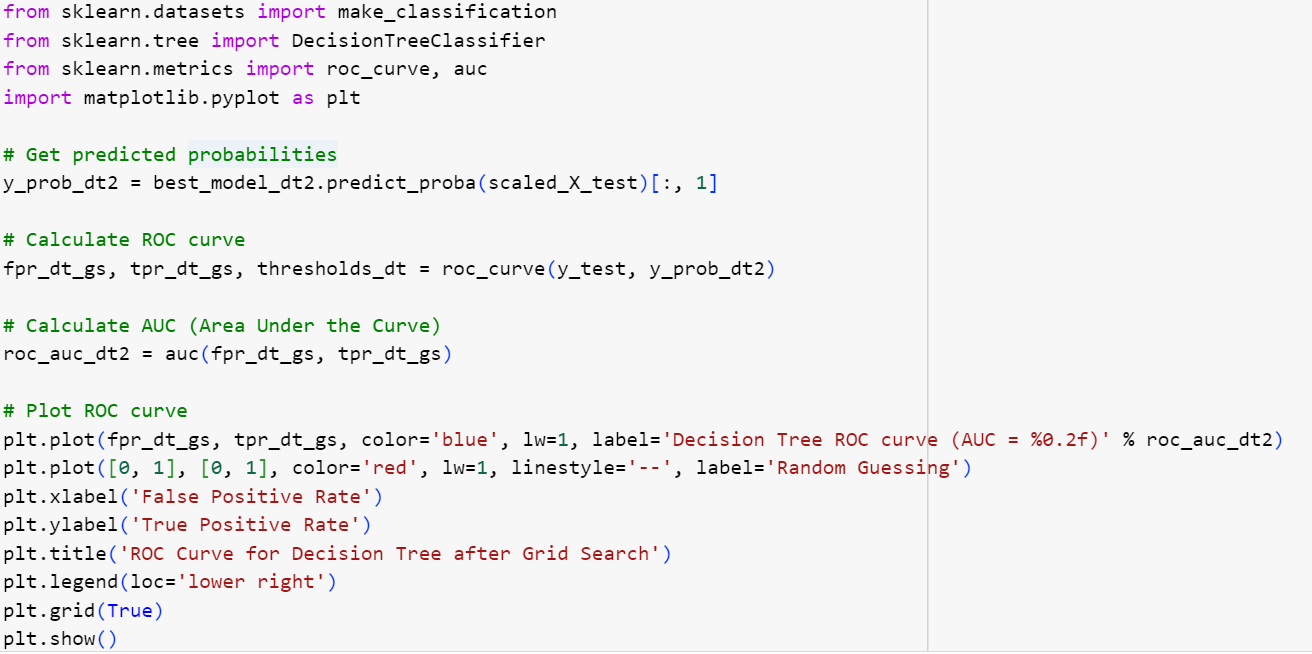 from sklearn.datasets import make_classification
from sklearn.tree import DecisionTreeClassifier
from sklearn.metrics import roc_curve, auc
import matplotlib.pyplot as plt
# Get predicted probabilities
y_prob_dt2 = best_model_dt2.predict_proba(scaled_X_test)[:, 1]
# Calculate ROC curve
fpr_dt_gs, tpr_dt_gs, thresholds_dt = roc_curve(y_test, y_prob_dt2)
# Calculate AUC (Area Under the Curve)
roc_auc_dt2 = auc(fpr_dt_gs, tpr_dt_gs)
# Plot ROC curve
plt.plot(fpr_dt_gs, tpr_dt_gs, color='blue', lw=1, label='Decision Tree ROC curve (AUC = %0.2f)' % roc_auc_dt2)
plt.plot([0, 1], [0, 1], color='red', lw=1, linestyle='--', label='Random Guessing')
plt.xlabel('False Positive Rate')
plt.ylabel('True Positive Rate')
plt.title('ROC Curve for Decision Tree after Grid Search')
plt.legend(loc='lower right')
plt.grid(True)
plt.show()